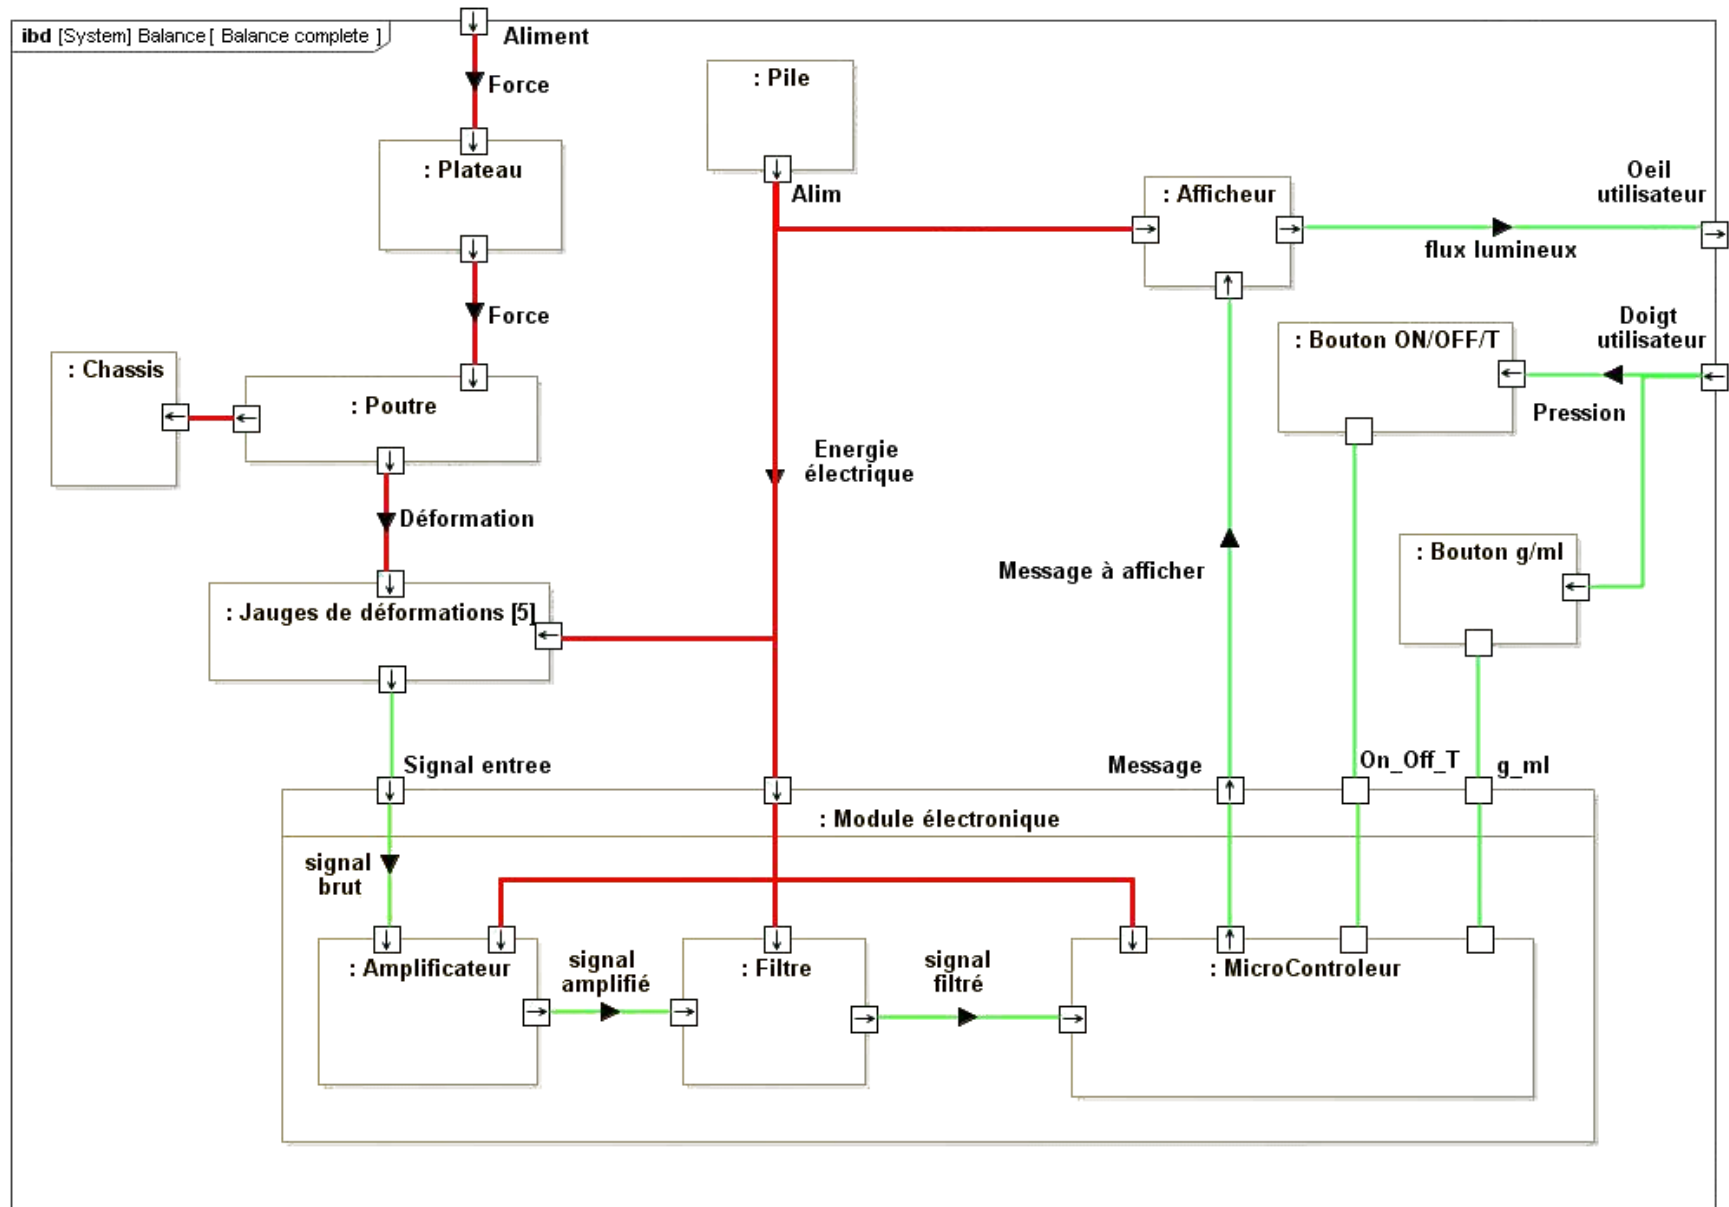 ibd [System] Balance [ Balance complete ]
Aliment
Force
: Pile
: Plateau
Alim
: Afficheur
Oeil
utilisateur
flux lumineux
Force
Doigt
utilisateur
: Bouton ON/OFF/T
: Chassis
: Poutre
Pression
Energie
électrique
Déformation
: Bouton g/ml
Message à afficher
: Jauges de déformations [5]
Signal entree
Message
On_Off_T
g_ml
: Module électronique
signal
brut
: Amplificateur
signal
amplifié
: Filtre
signal
filtré
: MicroControleur